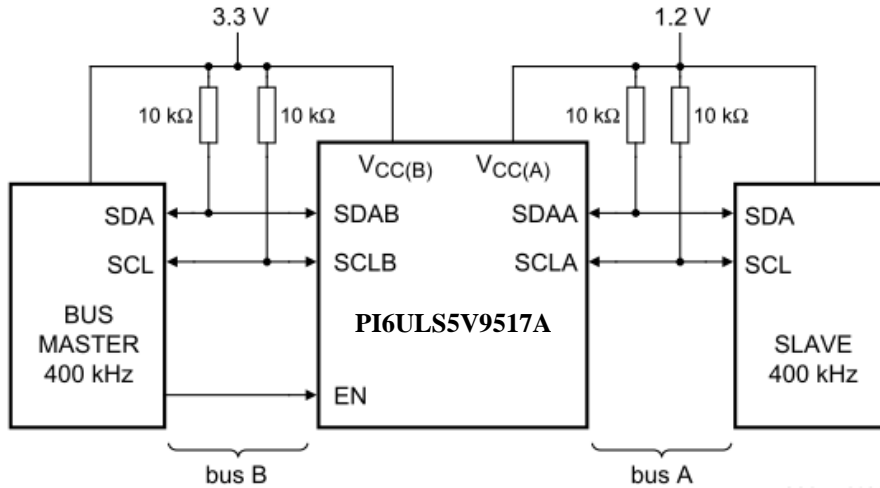 3.3 V
1.2 V
10 kΩ
10 kΩ
10 kΩ
10 kΩ
VCC(B)
VCC(A)
SDA
SDAB
SDAA
SDA
SCL
SCLB
SCLA
SCL
PI6ULS5V9517A
BUS
MASTER
400 kHz
SLAVE
400 kHz
EN
bus B
bus A